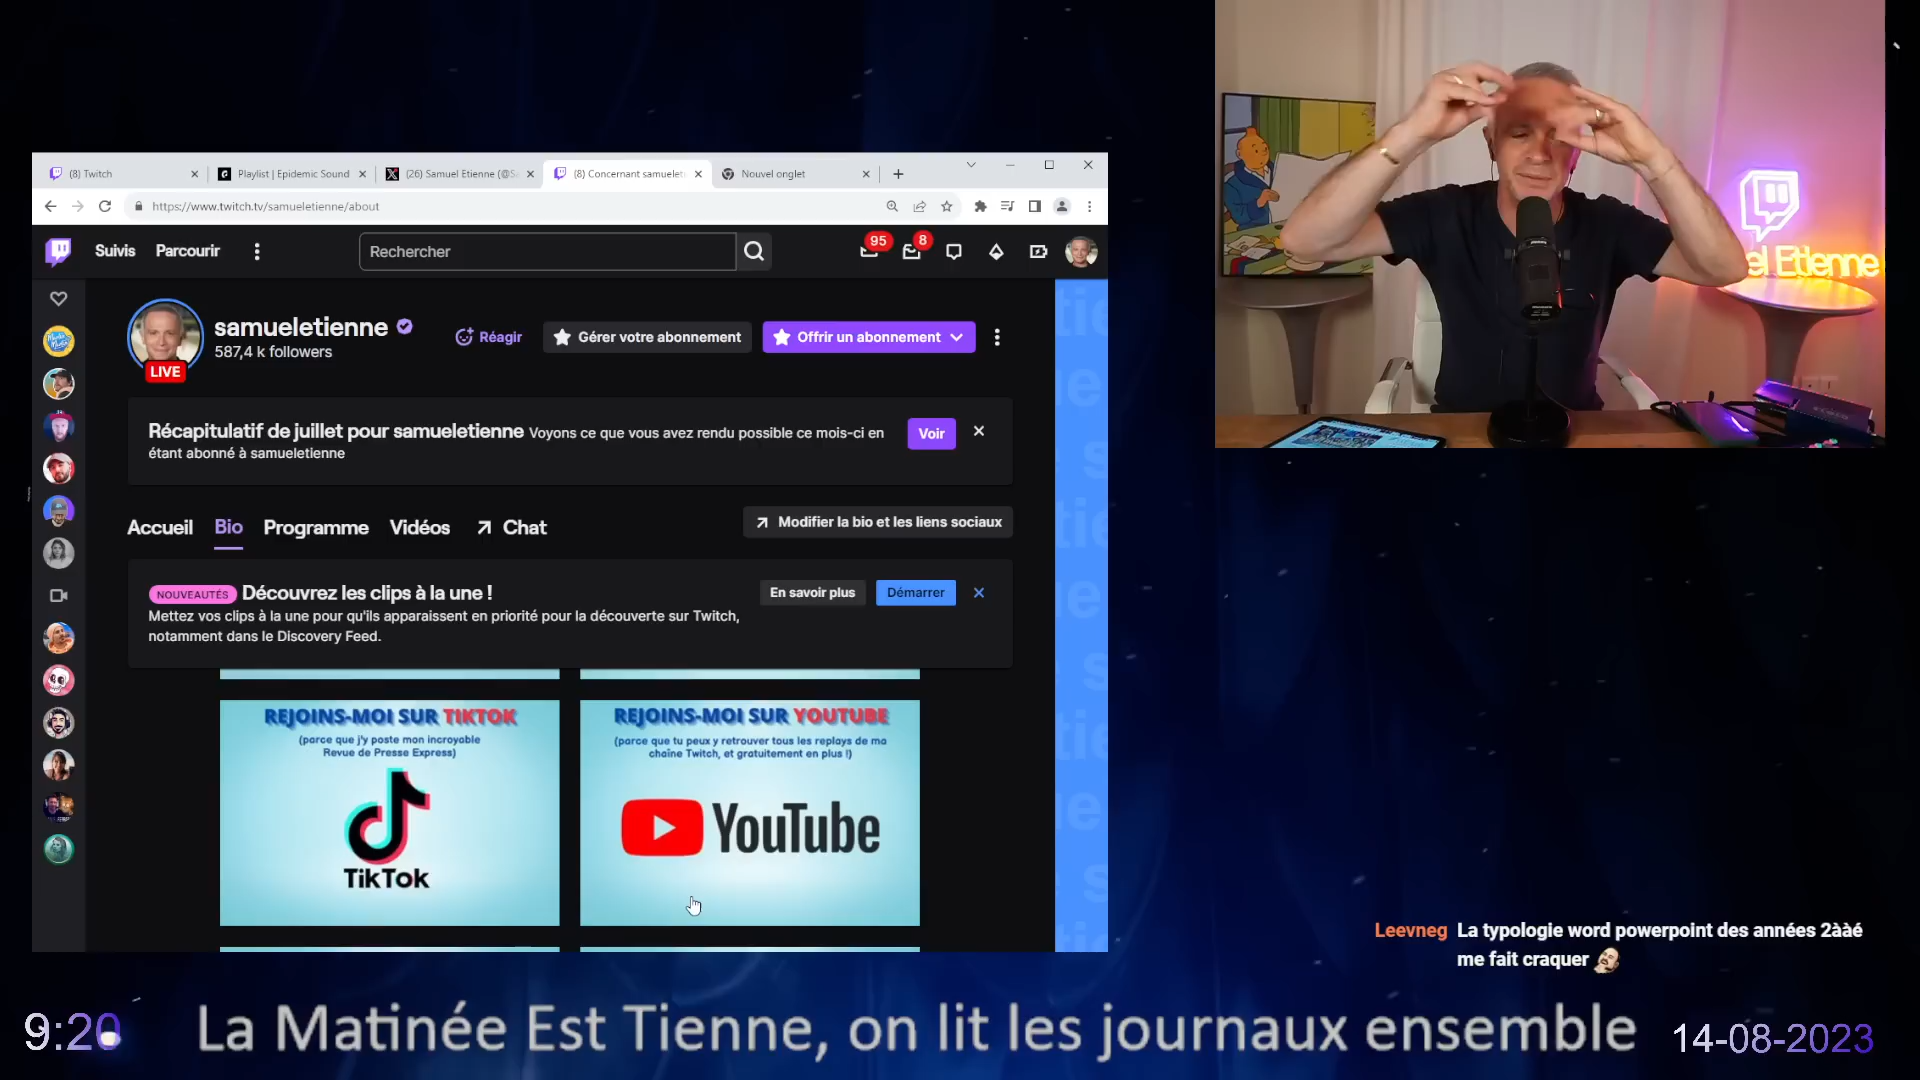 (8) Twitch
Playlist | Epidemic Sound
(26) Samuel Etienne (@S
(8) Concernant samuelet
Nouvel onglet
https://www.twitch.tv/samueletienne/about
Suivis
Parcourir
Rechercher
95
8
samueletienne
587,4 k followers
LIVE
Réagir
Gérer votre abonnement
Offrir un abonnement
Récapitulatif de juillet pour samueletienne Voyons ce que vous avez rendu possible ce mois-ci en
étant abonné à samueletienne
Voir
Accueil
Bio
Programme
Vidéos
Chat
Modifier la bio et les liens sociaux
NOUVEAUTÉS Découvrez les clips à la une !
Mettez vos clips à la une pour qu'ils apparaissent en priorité pour la découverte sur Twitch,
notamment dans le Discovery Feed.
En savoir plus
Démarrer
REJOINS-MOI SUR TIKTOK
(parce que j'y poste mon incroyable
Revue de Presse Express)
TikTok
REJOINS-MOI SUR YOUTUBE
(parce que tu peux y retrouver tous les replays de ma
chaîne Twitch, et gratuitement en plus !)
YouTube
el Etienne
Leevneg La typologie word powerpoint des années 2ààé
me fait craquer
9:20
La Matinée Est Tienne, on lit les journaux ensemble
14-08-2023